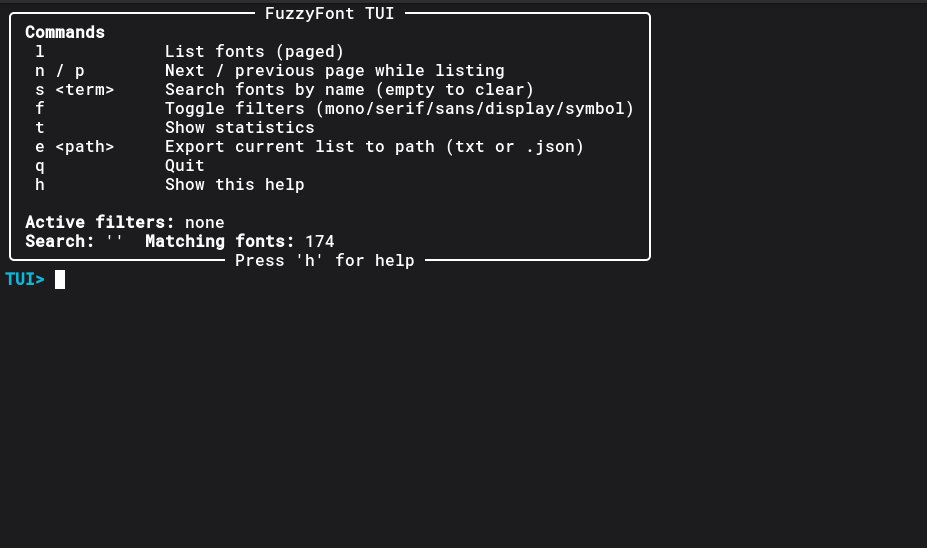 FuzzyFont TUI
Commands
l List fonts (paged)
n / p Next / previous page while listing
s <term> Search fonts by name (empty to clear)
f Toggle filters (mono/serif/sans/display/symbol)
t Show statistics
e <path> Export current list to path (txt or .json)
q Quit
h Show this help
Active filters: none
Search: '' Matching fonts: 174
Press 'h' for help
TUI>